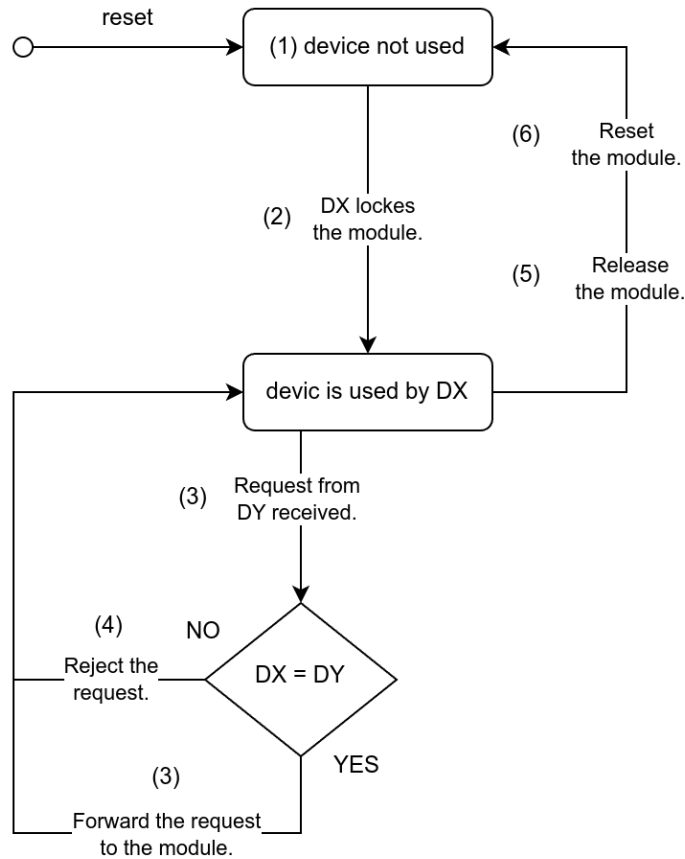 reset
(1) device not used
(6)
Reset
the module.
(2)
DX lockes
the module.
(5)
Release
the module.
devic is used by DX
(3)
Request from
DY received.
(4)
NO
Reject the
request.
DX = DY
YES
(3)
Forward the request
to the module.